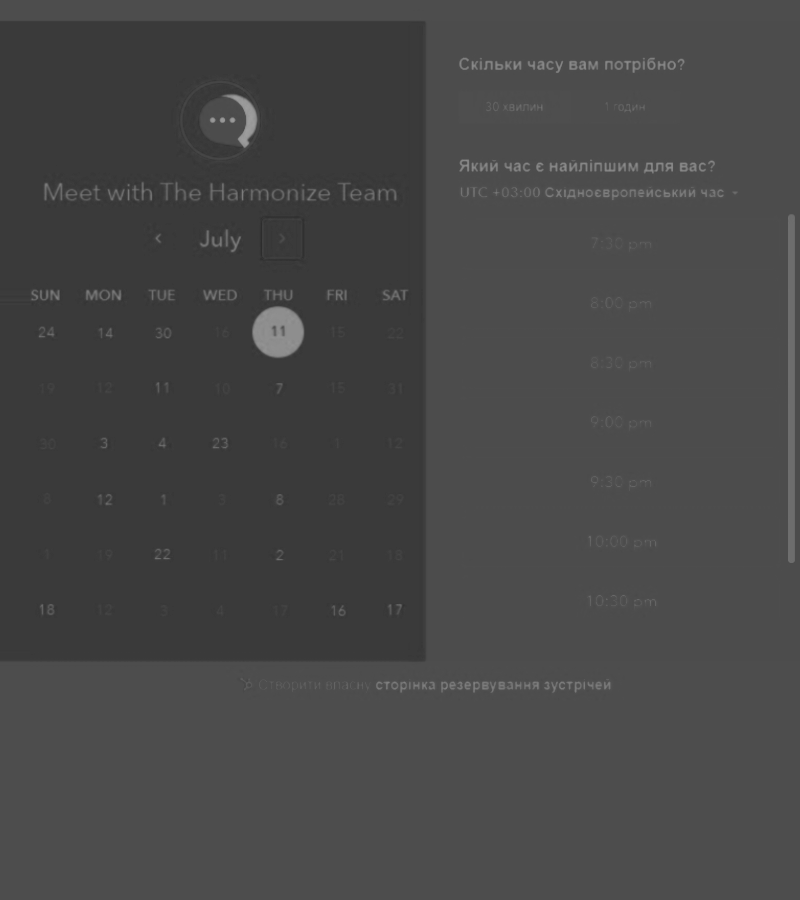 Meet with The Harmonize Team
July
SUN MON TUE WED THU FRI SAT
24 14 30 16 11 15 22
19 12 11 10 7 15 31
30 3 4 23 16 1 12
8 12 1 3 8 28 29
1 19 22 11 2 21 18
18 12 3 4 17 16 17
Скільки часу вам потрібно?
30 хвилин 1 годин
Який час є найліпшим для вас?
UTC +03:00 Східноєвропейський час
7:30 pm
8:00 pm
8:30 pm
9:00 pm
9:30 pm
10:00 pm
10:30 pm
Створити власну сторінка резервування зустрічей